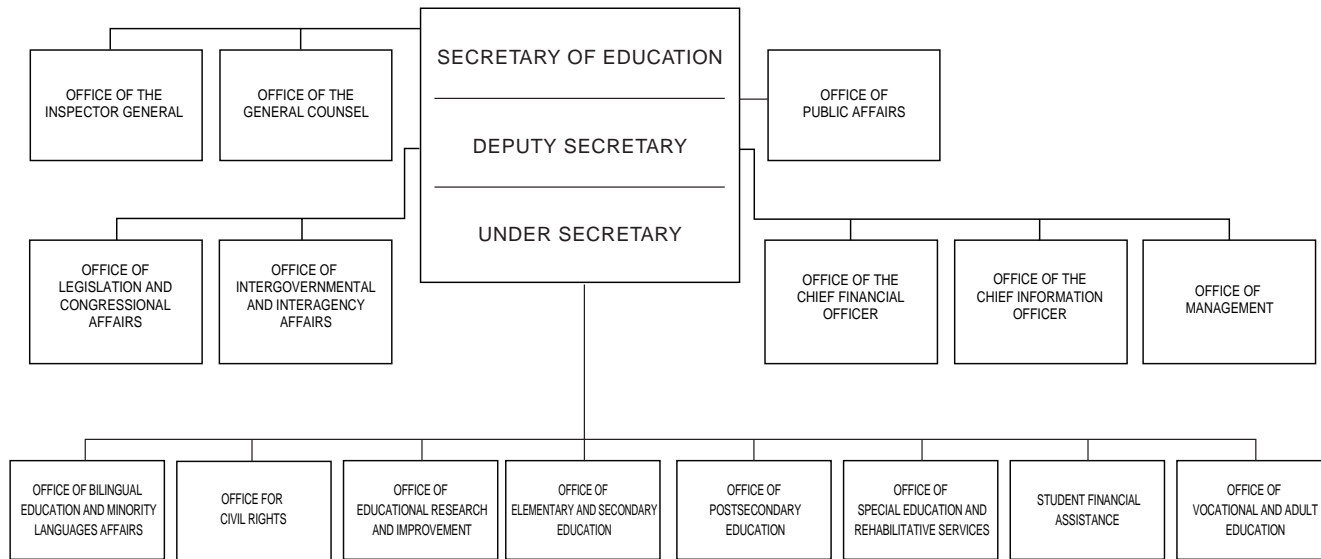 SECRETARY OF EDUCATION
DEPUTY SECRETARY
UNDER SECRETARY
OFFICE OF THE
INSPECTOR GENERAL
OFFICE OF THE
GENERAL COUNSEL
OFFICE OF
PUBLIC AFFAIRS
OFFICE OF
LEGISLATION AND
CONGRESSIONAL
AFFAIRS
OFFICE OF
INTERGOVERNMENTAL
AND INTERAGENCY
AFFAIRS
OFFICE OF THE
CHIEF FINANCIAL
OFFICER
OFFICE OF THE
CHIEF INFORMATION
OFFICER
OFFICE OF
MANAGEMENT
OFFICE OF BILINGUAL
EDUCATION AND MINORITY
LANGUAGES AFFAIRS
OFFICE FOR
CIVIL RIGHTS
OFFICE OF
EDUCATIONAL RESEARCH
AND IMPROVEMENT
OFFICE OF
ELEMENTARY AND SECONDARY
EDUCATION
OFFICE OF
POSTSECONDARY
EDUCATION
OFFICE OF
SPECIAL EDUCATION AND
REHABILITATIVE SERVICES
STUDENT FINANCIAL
ASSISTANCE
OFFICE OF
VOCATIONAL AND ADULT
EDUCATION